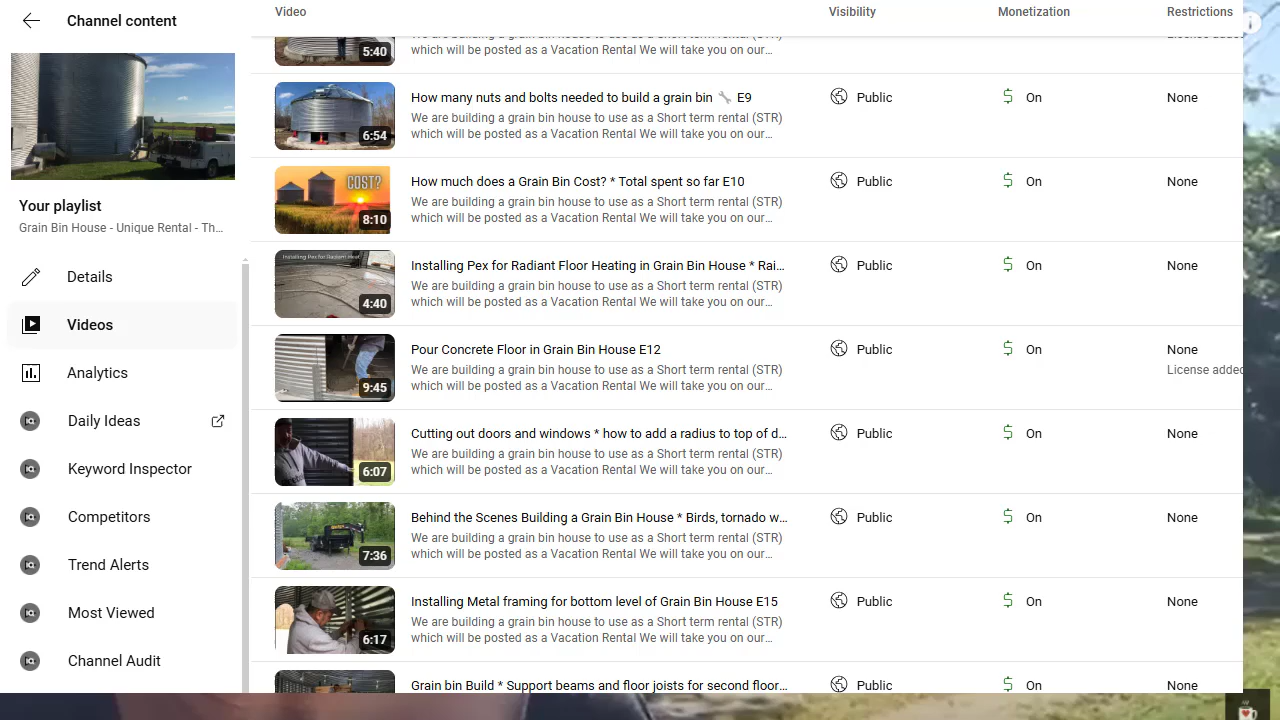 Channel content
Your playlist
Grain Bin House - Unique Rental - Th...
Details
Videos
Analytics
Daily Ideas
Keyword Inspector
Competitors
Trend Alerts
Most Viewed
Channel Audit
Video Visibility Monetization Restrictions
5:40
which will be posted as a Vacation Rental We will take you on our...
How many nuts and bolts needed to build a grain bin 🔧 E9
We are building a grain bin house to use as a Short term rental (STR)
which will be posted as a Vacation Rental We will take you on our...
6:54
Public
On
None
How much does a Grain Bin Cost? * Total spent so far E10
We are building a grain bin house to use as a Short term rental (STR)
which will be posted as a Vacation Rental We will take you on our...
COST?
8:10
Public
On
None
Installing Pex for Radiant Floor Heating in Grain Bin House Vai...
We are building a grain bin house to use as a Short term rental (STR)
which will be posted as a Vacation Rental We will take you on our...
Installing Pex for Radiant Heat
4:40
Public
On
None
Pour Concrete Floor in Grain Bin House E12
We are building a grain bin house to use as a Short term rental (STR)
which will be posted as a Vacation Rental We will take you on our...
9:45
Public
On
None
added
Cutting out doors and windows * How to add value to Your...
We are building a grain bin house to use as a Short term rental (STR)
which will be posted as a Vacation Rental We will take you on our...
6:07
Public
On
None
Behind the Scenes Building a Grain Bin House * Birds, tornado w...
We are building a grain bin house to use as a Short term rental (STR)
which will be posted as a Vacation Rental We will take you on our...
7:36
Public
On
None
Installing Metal framing for bottom level of Grain Bin House E15
We are building a grain bin house to use as a Short term rental (STR)
which will be posted as a Vacation Rental We will take you on our...
6:17
Public
On
None
Grain bin Build * Support beams and floor joists for second floor...
Public
On
None